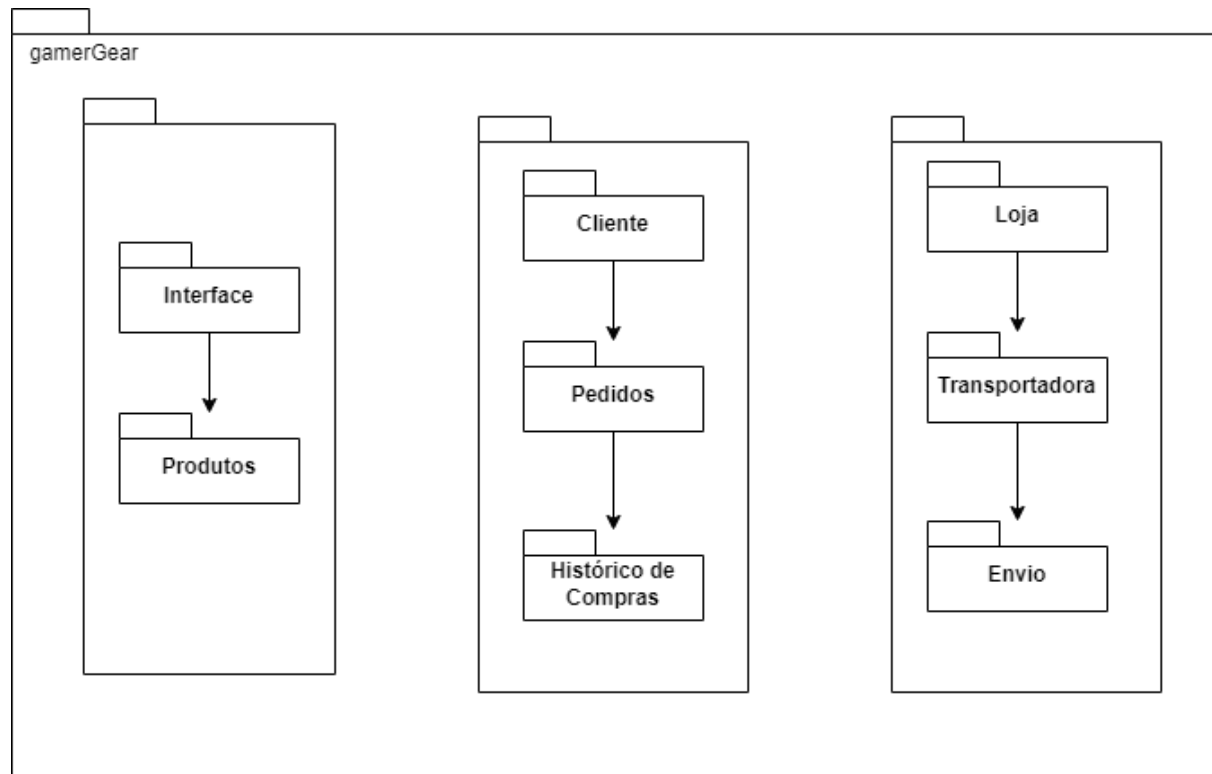 gamerGear
Interface
Produtos
Cliente
Pedidos
Histórico de
Compras
Loja
Transportadora
Envio